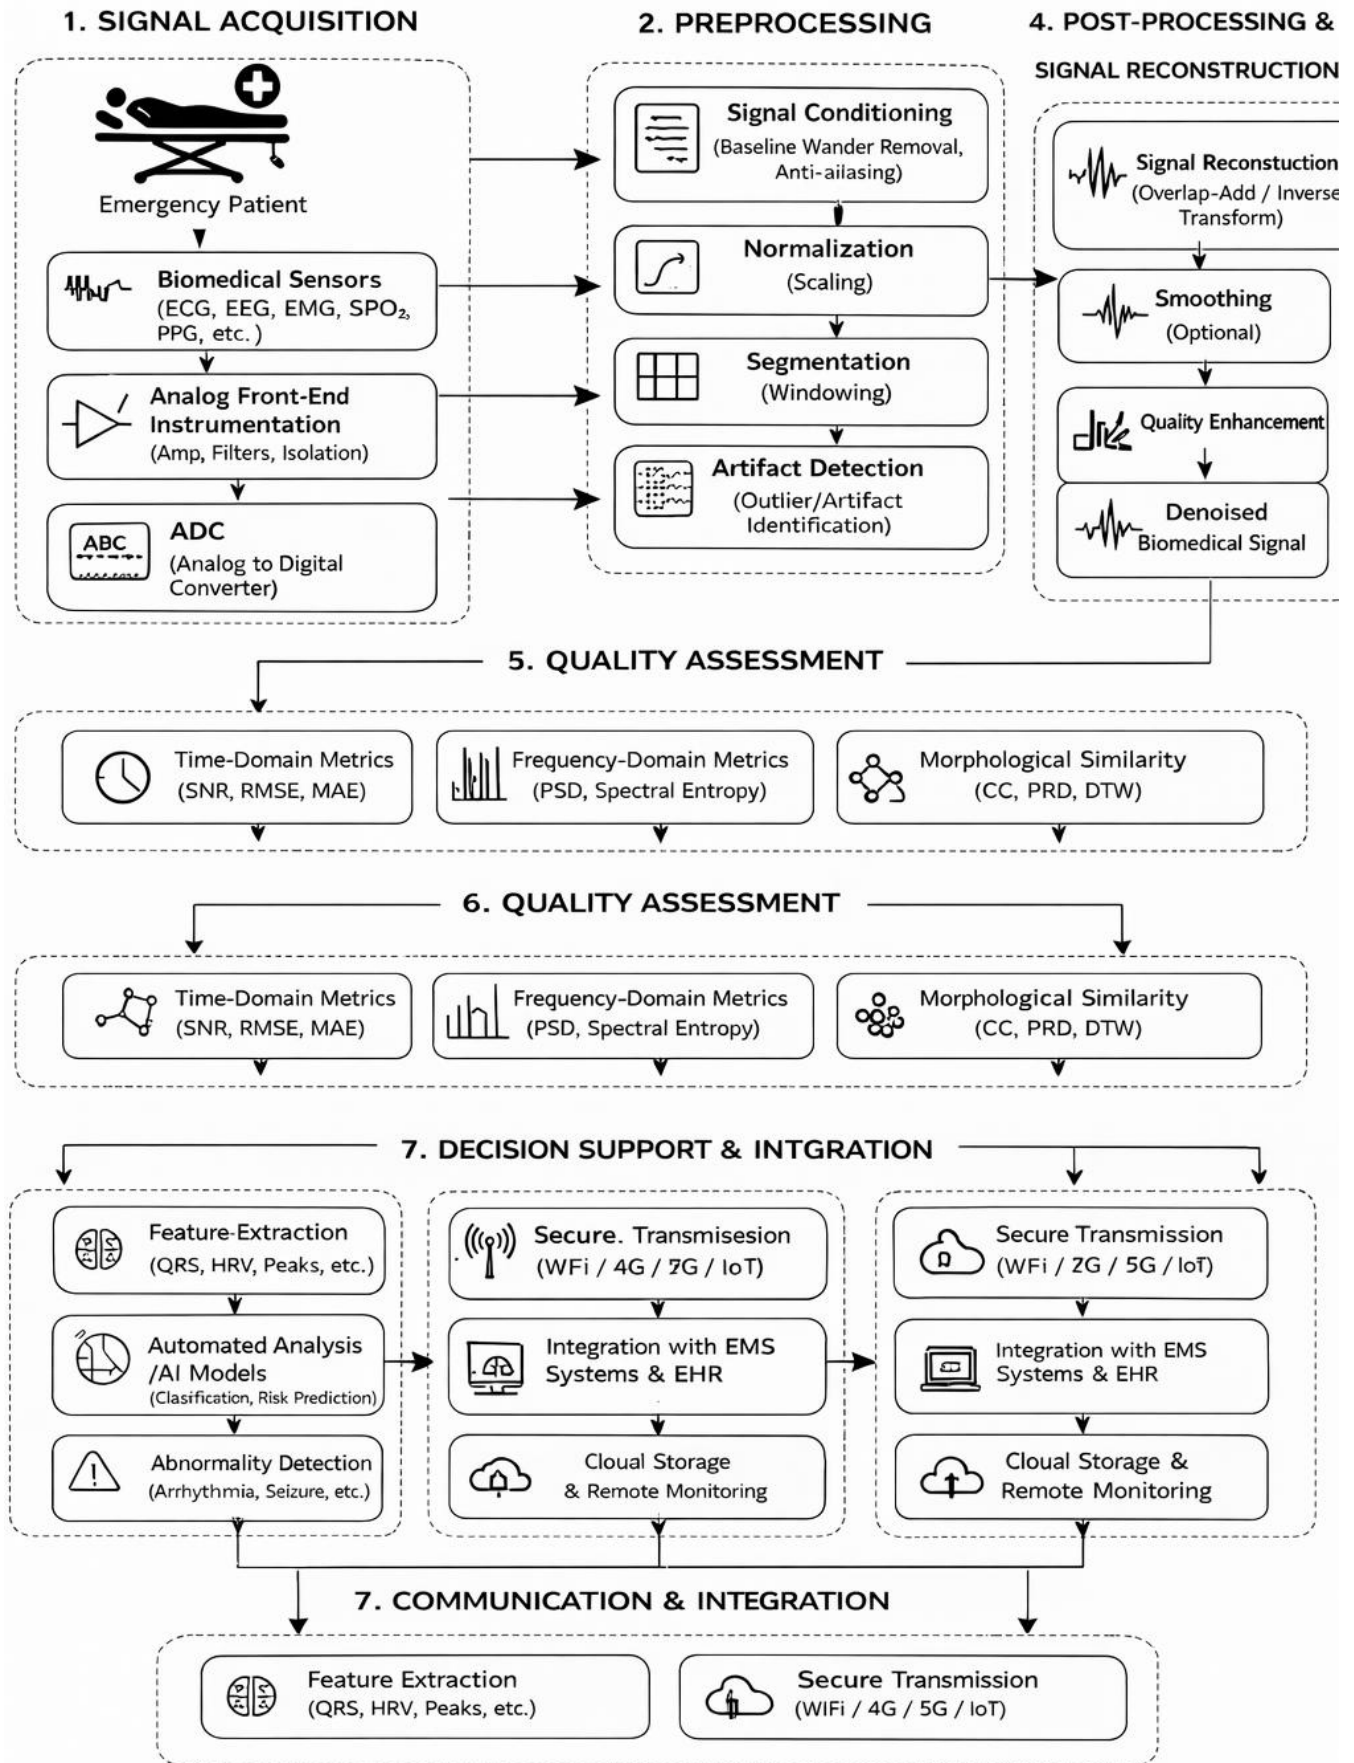 1. SIGNAL ACQUISITION
Emergency Patient
Biomedical Sensors
(ECG, EEG, EMG, SPO₂,
PPG, etc.)
Analog Front-End
Instrumentation
(Amp, Filters, Isolation)
ABC
ADC
(Analog to Digital
Converter)
2. PREPROCESSING
Signal Conditioning
(Baseline Wander Removal,
Anti-ailasing)
Normalization
(Scaling)
Segmentation
(Windowing)
Artifact Detection
(Outlier/Artifact
Identification)
4. POST-PROCESSING &
SIGNAL RECONSTRUCTION
Signal Reconstuction
(Overlap-Add / Inverse
Transform)
Smoothing
(Optional)
Quality Enhancement
Denoised
Biomedical Signal
5. QUALITY ASSESSMENT
Time-Domain Metrics
(SNR, RMSE, MAE)
Frequency-Domain Metrics
(PSD, Spectral Entropy)
Morphological Similarity
(CC, PRD, DTW)
6. QUALITY ASSESSMENT
Time-Domain Metrics
(SNR, RMSE, MAE)
Frequency-Domain Metrics
(PSD, Spectral Entropy)
Morphological Similarity
(CC, PRD, DTW)
7. DECISION SUPPORT & INTGRATION
Feature-Extraction
(QRS, HRV, Peaks, etc.)
Automated Analysis
/AI Models
(Clasification, Risk Prediction)
Abnormality Detection
(Arrhythmia, Seizure, etc.)
Secure. Transmisesion
(WFi / 4G / 7G / IoT)
Integration with EMS
Systems & EHR
Cloual Storage
& Remote Monitoring
Secure Transmission
(WFi / 2G / 5G / IoT)
Integration with EMS
Systems & EHR
Cloual Storage &
Remote Monitoring
7. COMMUNICATION & INTEGRATION
Feature Extraction
(QRS, HRV, Peaks, etc.)
Secure Transmission
(WIFi / 4G / 5G / IoT)